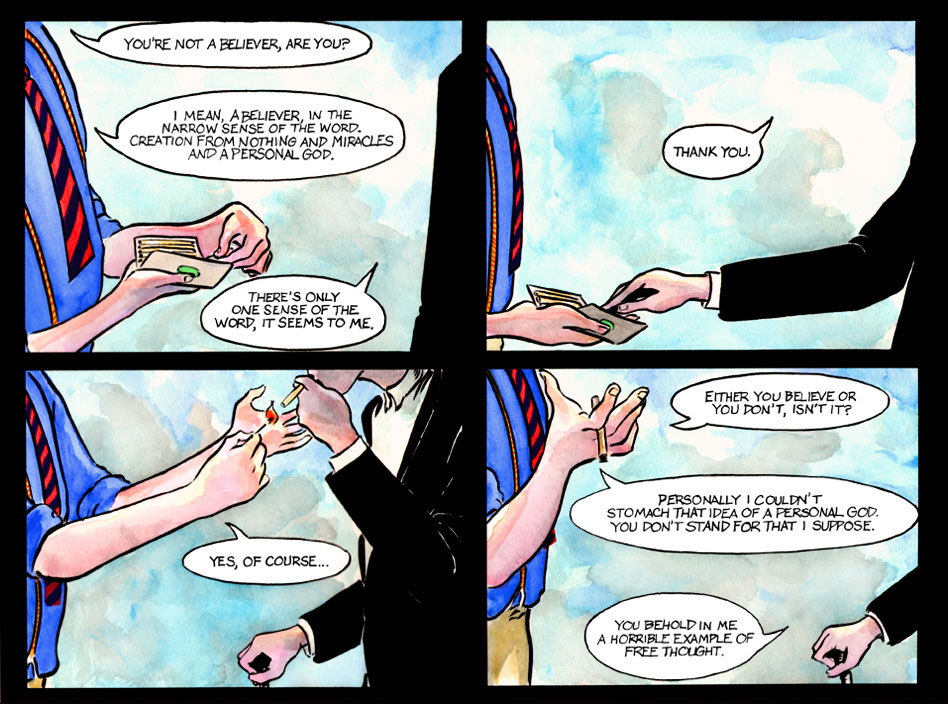 YOU'RE NOT A BELIEVER, ARE YOU?
I MEAN, A BELIEVER, IN THE
NARROW SENSE OF THE WORD.
CREATION FROM NOTHING AND MIRACLES
AND A PERSONAL GOD.
THERE'S ONLY
ONE SENSE OF THE
WORD, IT SEEMS TO ME.
THANK YOU.
YES, OF COURSE...
EITHER YOU BELIEVE OR
YOU DON'T, ISN'T IT?
PERSONALLY I COULDN'T
STOMACH THAT IDEA OF A PERSONAL GOD.
YOU DON'T STAND FOR THAT I SUPPOSE.
YOU BEHOLD IN ME
A HORRIBLE EXAMPLE OF
FREE THOUGHT.